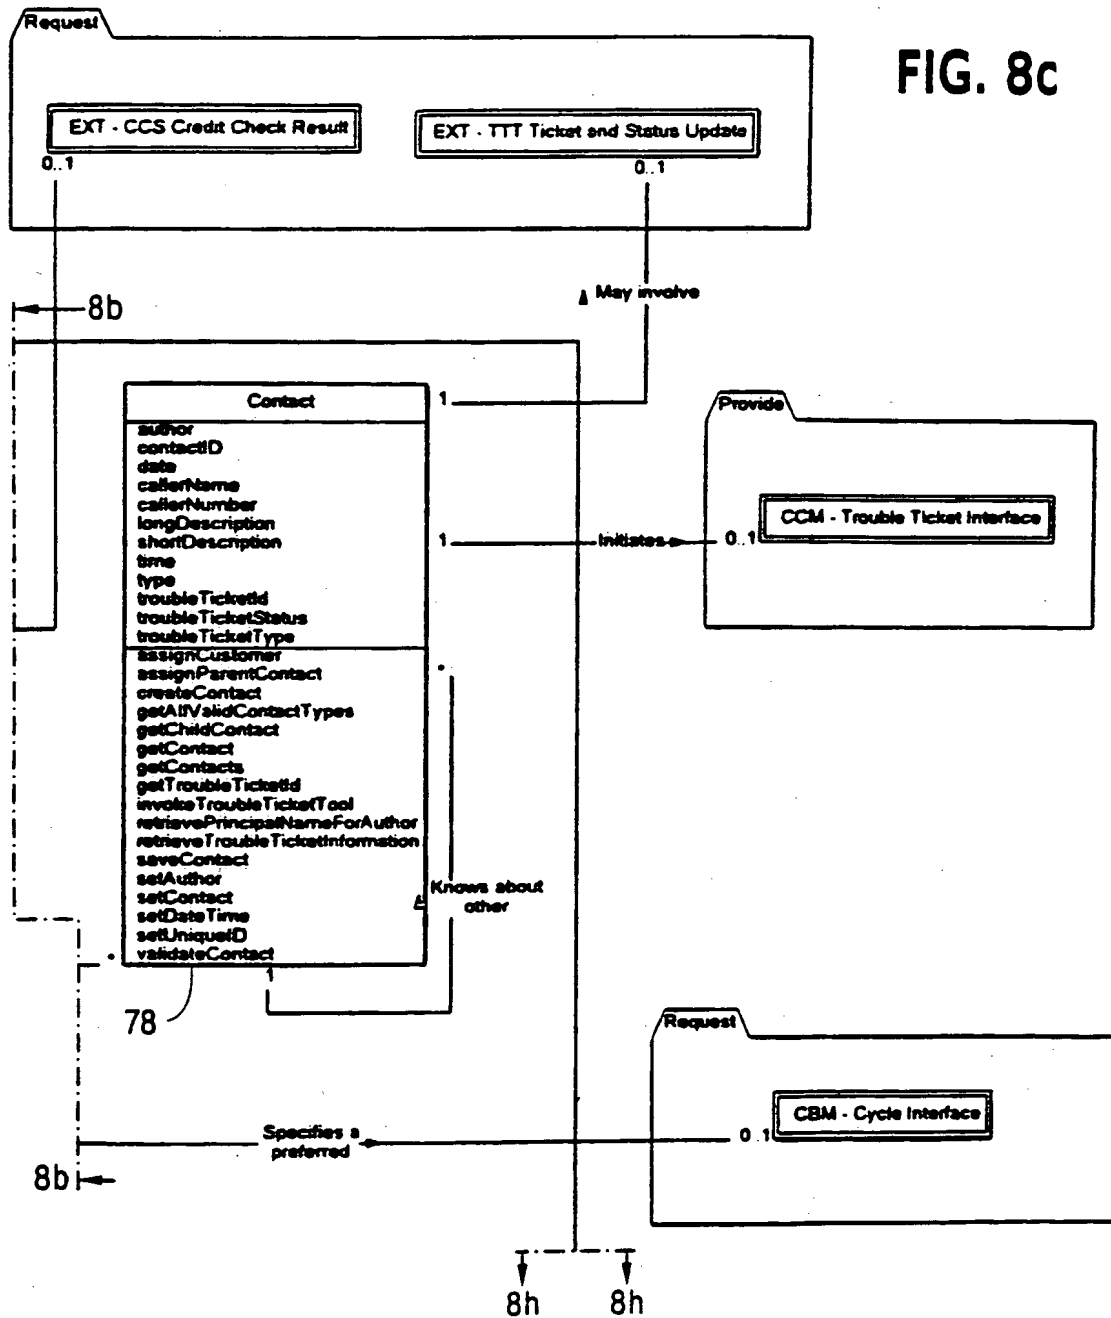 Request
FIG. 8c
EXT - CCS Credit Check Result
EXT - TTT Ticket and Status Update
0..1
0..1
May involve
8b
Contact
1
author
contactID
date
callerName
callerNumber
longDescription
shortDescription
time
type
troubleTicketId
troubleTicketStatus
troubleTicketType
Provide
CCM - Trouble Ticket Interface
1
Initiates
0..1
assignCustomer
assignParentContact
createContact
getAllValidContactTypes
getChildContact
getContact
getContacts
getTroubleTicketId
invokeTroubleTicketTool
retrievePrincipalNameForAuthor
retrieveTroubleTicketInformation
saveContact
setAuthor
setContact
setDateTime
setUniqueID
validateContact
*
Knows about
other
*
1
78
Request
CBM - Cycle Interface
Specifies a
preferred
0..1
8b
8h
8h